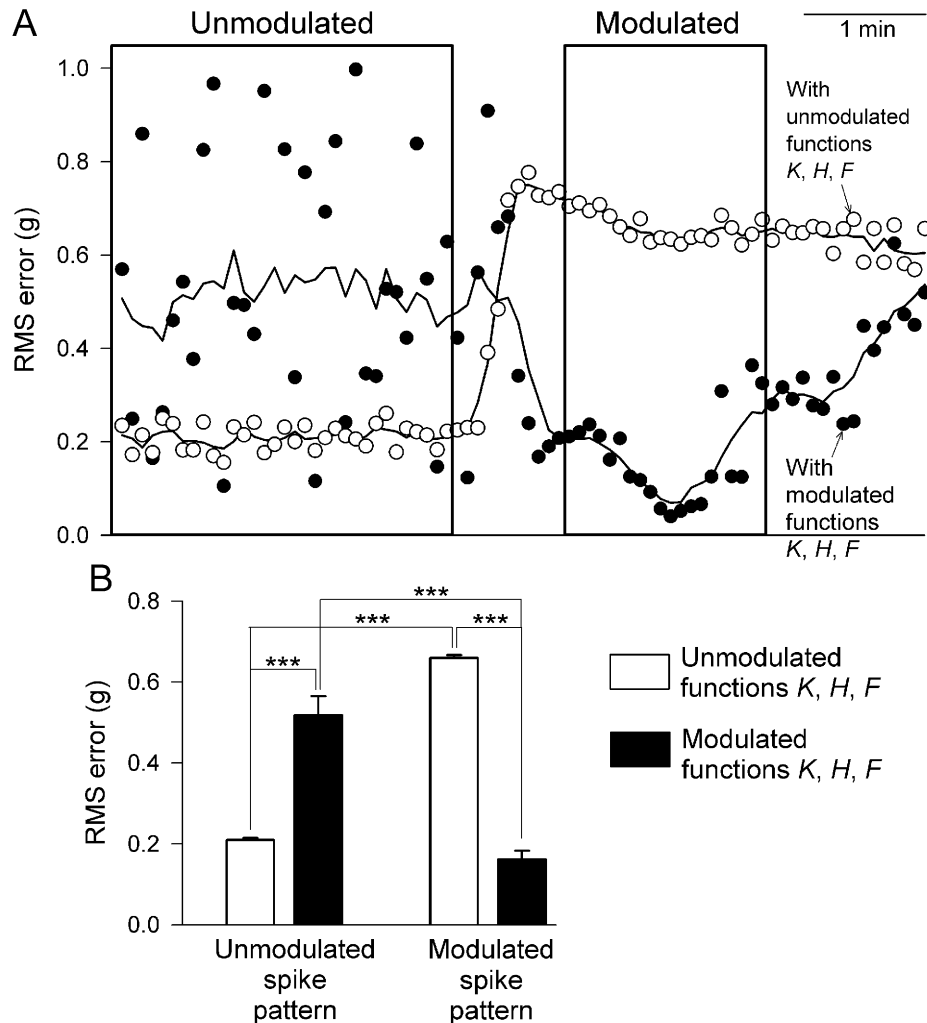 A
Unmodulated
Modulated
1 min
1.0
0.8
0.6
0.4
0.2
0.0
RMS error (g)
With
unmodulated
functions
K, H, F
With
modulated
functions
K, H, F
B
0.8
0.6
0.4
0.2
0.0
RMS error (g)
***
***
***
***
Unmodulated
spike
pattern
Modulated
spike
pattern
Unmodulated
functions K, H, F
Modulated
functions K, H, F